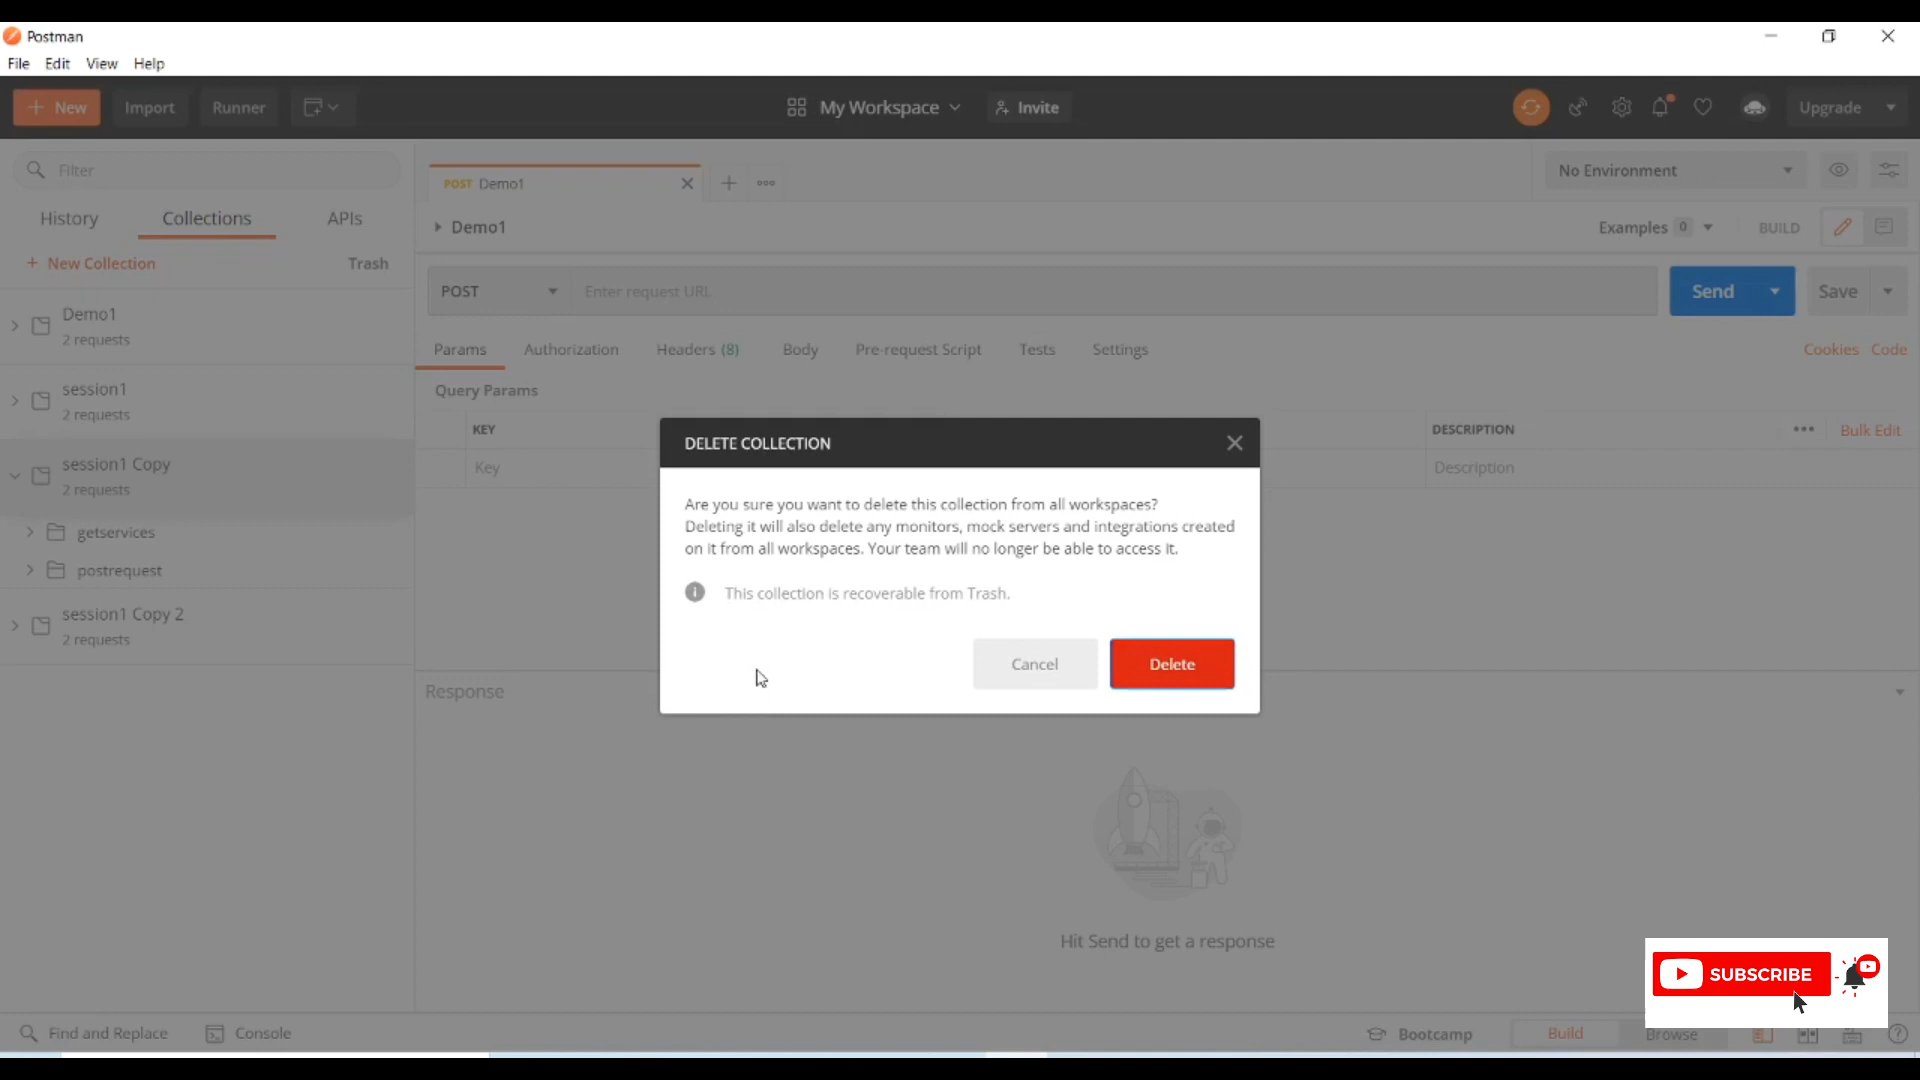 Postman
File Edit View Help
+ New Import Runner My Workspace Invite Upgrade
Filter
History Collections APIs
+ New Collection Trash
Demo1
2 requests
session1
2 requests
session1 Copy
2 requests
getservices
postrequest
session1 Copy 2
2 requests
POST Demo1
No Environment
Demo1
Examples 0 BUILD
POST Enter request URL Send Save
Params Authorization Headers (8) Body Pre-request Script Tests Settings Cookies Code
Query Params
KEY DESCRIPTION ••• Bulk Edit
Key Description
DELETE COLLECTION
Are you sure you want to delete this collection from all workspaces?
Deleting it will also delete any monitors, mock servers and integrations created
on it from all workspaces. Your team will no longer be able to access it.
This collection is recoverable from Trash.
Cancel Delete
Response
Hit Send to get a response
SUBSCRIBE
Find and Replace Console Bootcamp Build Browse